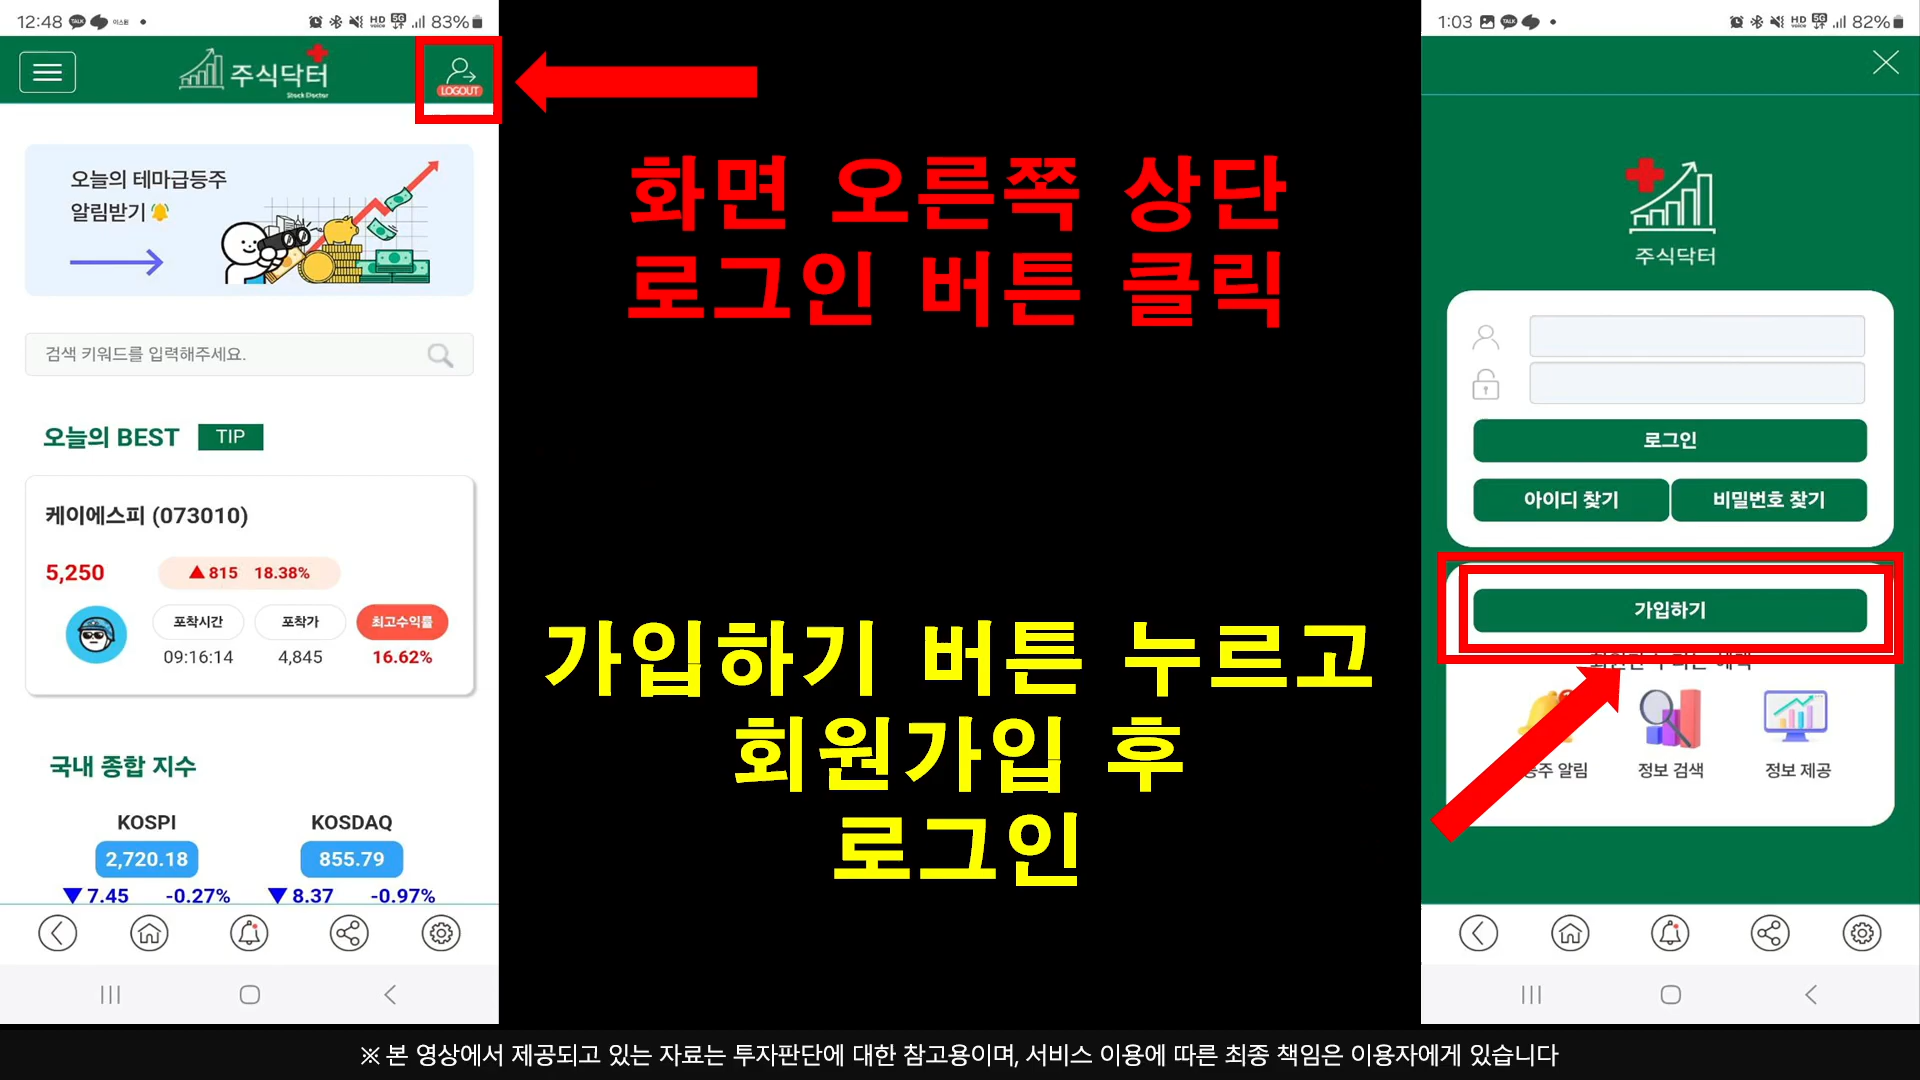 12:48
HD
5G
83%
주식닥터
Stock Doctor
LOGOUT
오늘의 테마급등주
알림받기
검색 키워드를 입력해주세요.
오늘의 BEST TIP
케이에스피 (073010)
5,250 ▲815 18.38%
포착시간 포착가 최고수익률
09:16:14 4,845 16.62%
국내 종합 지수
KOSPI KOSDAQ
2,720.18 855.79
▼7.45 -0.27% ▼8.37 -0.97%
화면 오른쪽 상단
로그인 버튼 클릭
가입하기 버튼 누르고
회원가입 후
로그인
1:03
HD
5G
82%
주식닥터
로그인
아이디 찾기 비밀번호 찾기
가입하기
등주 알림 정보 검색 정보 제공
※ 본 영상에서 제공되고 있는 자료는 투자판단에 대한 참고용이며, 서비스 이용에 따른 최종 책임은 이용자에게 있습니다